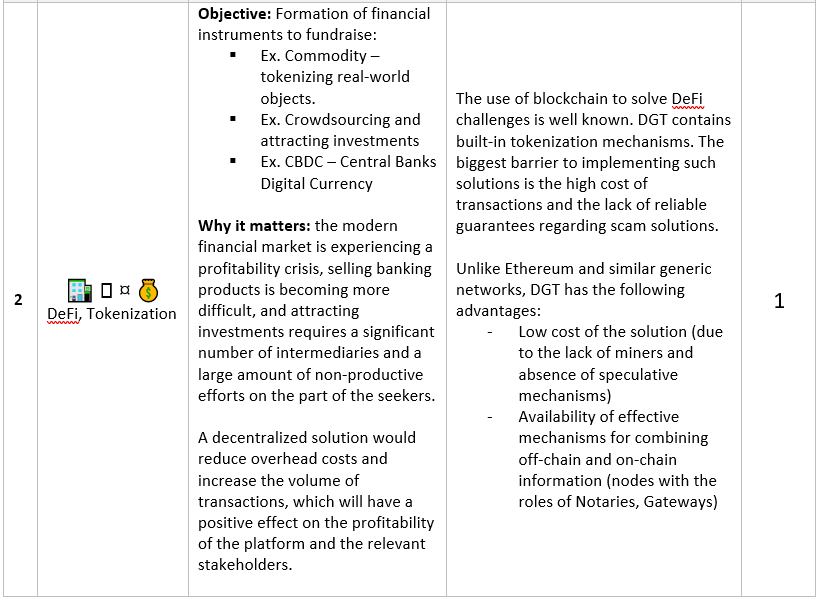 2
DeFi, Tokenization
Objective: Formation of financial
instruments to fundraise:
▪ Ex. Commodity –
tokenizing real-world
objects.
▪ Ex. Crowdsourcing and
attracting investments
▪ Ex. CBDC – Central Banks
Digital Currency
Why it matters: the modern
financial market is experiencing a
profitability crisis, selling banking
products is becoming more
difficult, and attracting
investments requires a significant
number of intermediaries and a
large amount of non-productive
efforts on the part of the seekers.
A decentralized solution would
reduce overhead costs and
increase the volume of
transactions, which will have a
positive effect on the profitability
of the platform and the relevant
stakeholders.
The use of blockchain to solve DeFi
challenges is well known. DGT contains
built-in tokenization mechanisms. The
biggest barrier to implementing such
solutions is the high cost of
transactions and the lack of reliable
guarantees regarding scam solutions.
Unlike Ethereum and similar generic
networks, DGT has the following
advantages:
- Low cost of the solution (due
to the lack of miners and
absence of speculative
mechanisms)
- Availability of effective
mechanisms for combining
off-chain and on-chain
information (nodes with the
roles of Notaries, Gateways)
1